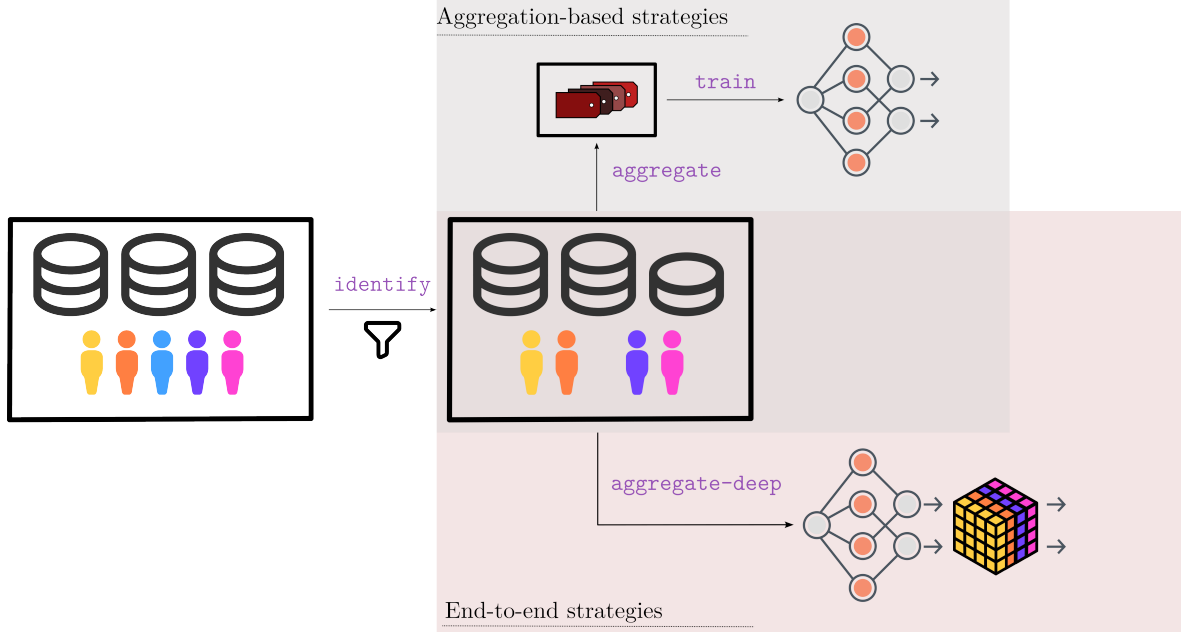 Aggregation-based strategies
train
aggregate
identify
aggregate-deep
End-to-end strategies